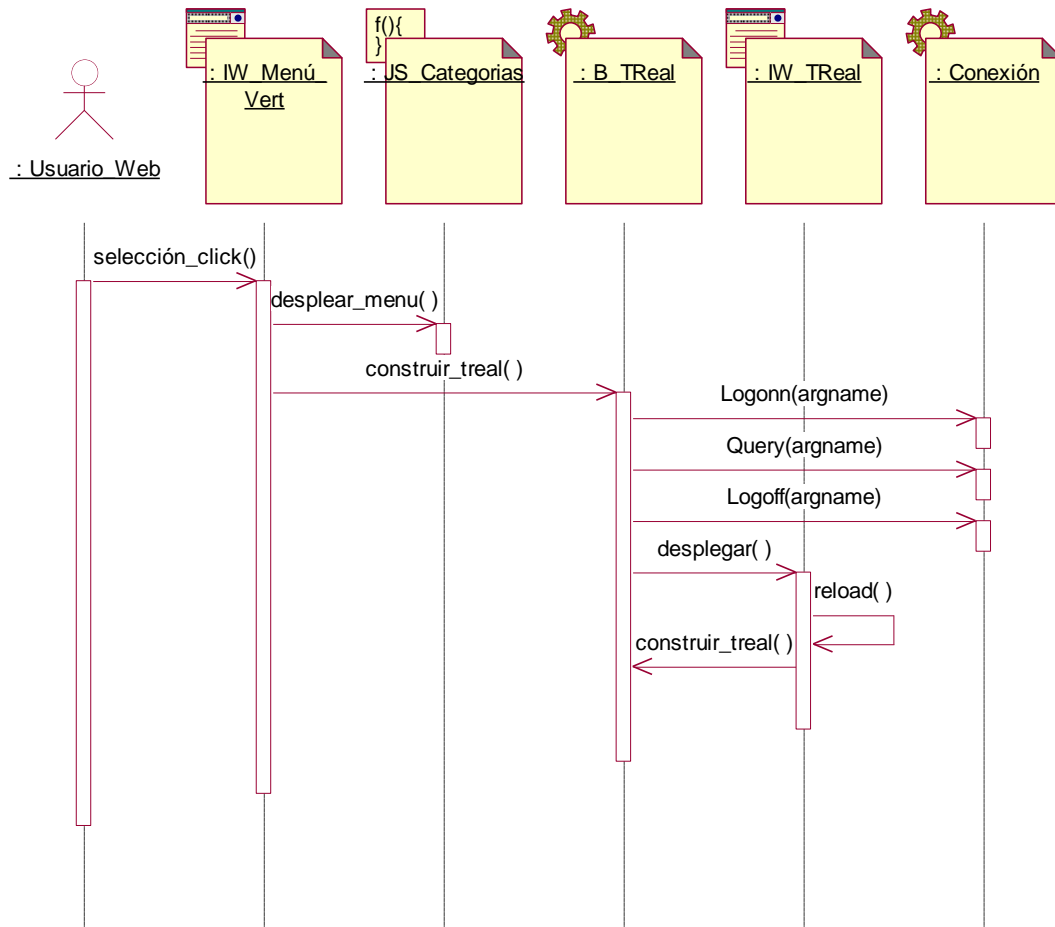 f(){
}
: IW_Menú_
Vert
: JS_Categorias
: B_TReal
: IW_TReal
: Conexión
: Usuario_Web
selección_click()
desplear_menu( )
construir_treal( )
Logonn(argname)
Query(argname)
Logoff(argname)
desplegar( )
reload( )
construir_treal( )